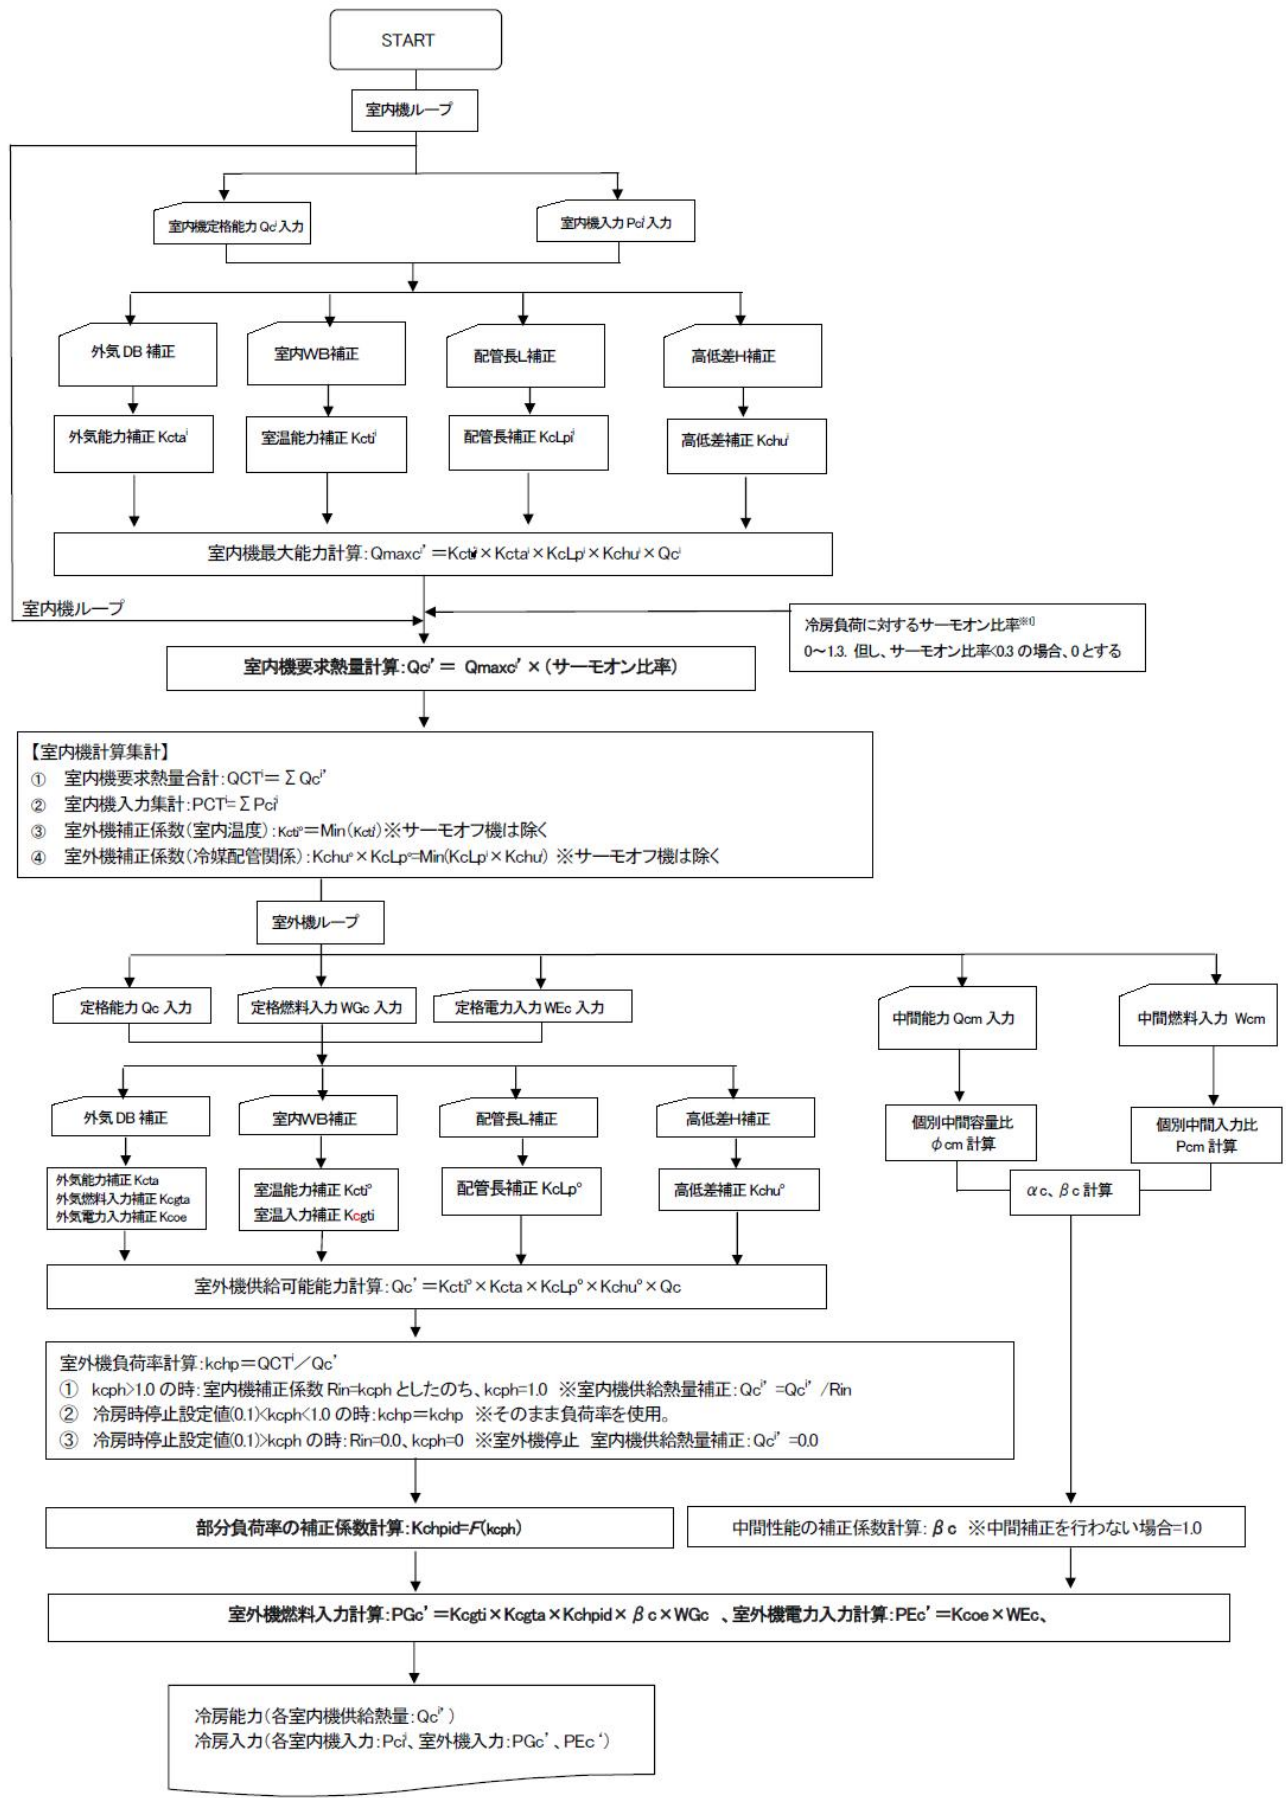 START
室内機ループ
室内機定格能力 Qcⁱ入力
室内機入力 Pciⁱ入力
外気 DB 補正
室内WB補正
配管長L補正
高低差H補正
外気能力補正 Kctaⁱ
室温能力補正 Kctiⁱ
配管長補正 KcLpiⁱ
高低差補正 Kchuⁱ
室内機最大能力計算:Qmaxcⁱ’=Kctiⁱ×Kctaⁱ×KcLpⁱ×Kchuⁱ×Qcⁱ
室内機ループ
冷房負荷に対するサーモオン比率※1]
0~1.3. 但し、サーモオン比率<0.3 の場合、0とする
室内機要求熱量計算:Qcⁱ’= Qmaxcⁱ’×(サーモオン比率)
【室内機計算集計】
① 室内機要求熱量合計:QCTⁱ=ΣQcⁱ’
② 室内機入力集計:PCTⁱ=ΣPciⁱ
③ 室外機補正係数(室内温度):Kctiº=Min(Kctiⁱ)※サーモオフ機は除く
④ 室外機補正係数(冷媒配管関係):Kchuº×KcLpº=Min(KcLpⁱ×Kchuⁱ) ※サーモオフ機は除く
室外機ループ
定格能力 Qc 入力
定格燃料入力 WGc 入力
定格電力入力 WEc 入力
中間能力 Qcm 入力
中間燃料入力 Wcm
外気 DB 補正
室内WB補正
配管長L補正
高低差H補正
個別中間容量比
φcm 計算
個別中間入力比
Pcm 計算
外気能力補正 Kcta
外気燃料入力補正 Kcgta
外気電力入力補正 Kcoe
室温能力補正 Kctiº
室温入力補正 Kcgti
配管長補正 KcLpº
高低差補正 Kchuº
αc、βc 計算
室外機供給可能能力計算:Qc’=Kctiº×Kcta×KcLpº×Kchuº×Qc
室外機負荷率計算:kchp=QCTⁱ/Qc’
① kcph>1.0 の時:室内機補正係数 Rin=kcph としたのち、kcph=1.0 ※室内機供給熱量補正:Qcⁱ’=Qcⁱ’/Rin
② 冷房時停止設定値(0.1)<kcph<1.0 の時:kchp=kchp ※そのまま負荷率を使用。
③ 冷房時停止設定値(0.1)>kcph の時:Rin=0.0、kcph=0 ※室外機停止 室内機供給熱量補正:Qcⁱ’=0.0
部分負荷率の補正係数計算:Kchpid=F(kcph)
中間性能の補正係数計算:βc ※中間補正を行わない場合=1.0
室外機燃料入力計算:PGc’=Kcgti×Kcgta×Kchpid×βc×WGc 、室外機電力入力計算:PEc’=Kcoe×WEc、
冷房能力(各室内機供給熱量:Qcⁱ’)
冷房入力(各室内機入力:Pciⁱ、室外機入力:PGc’、PEc‘)